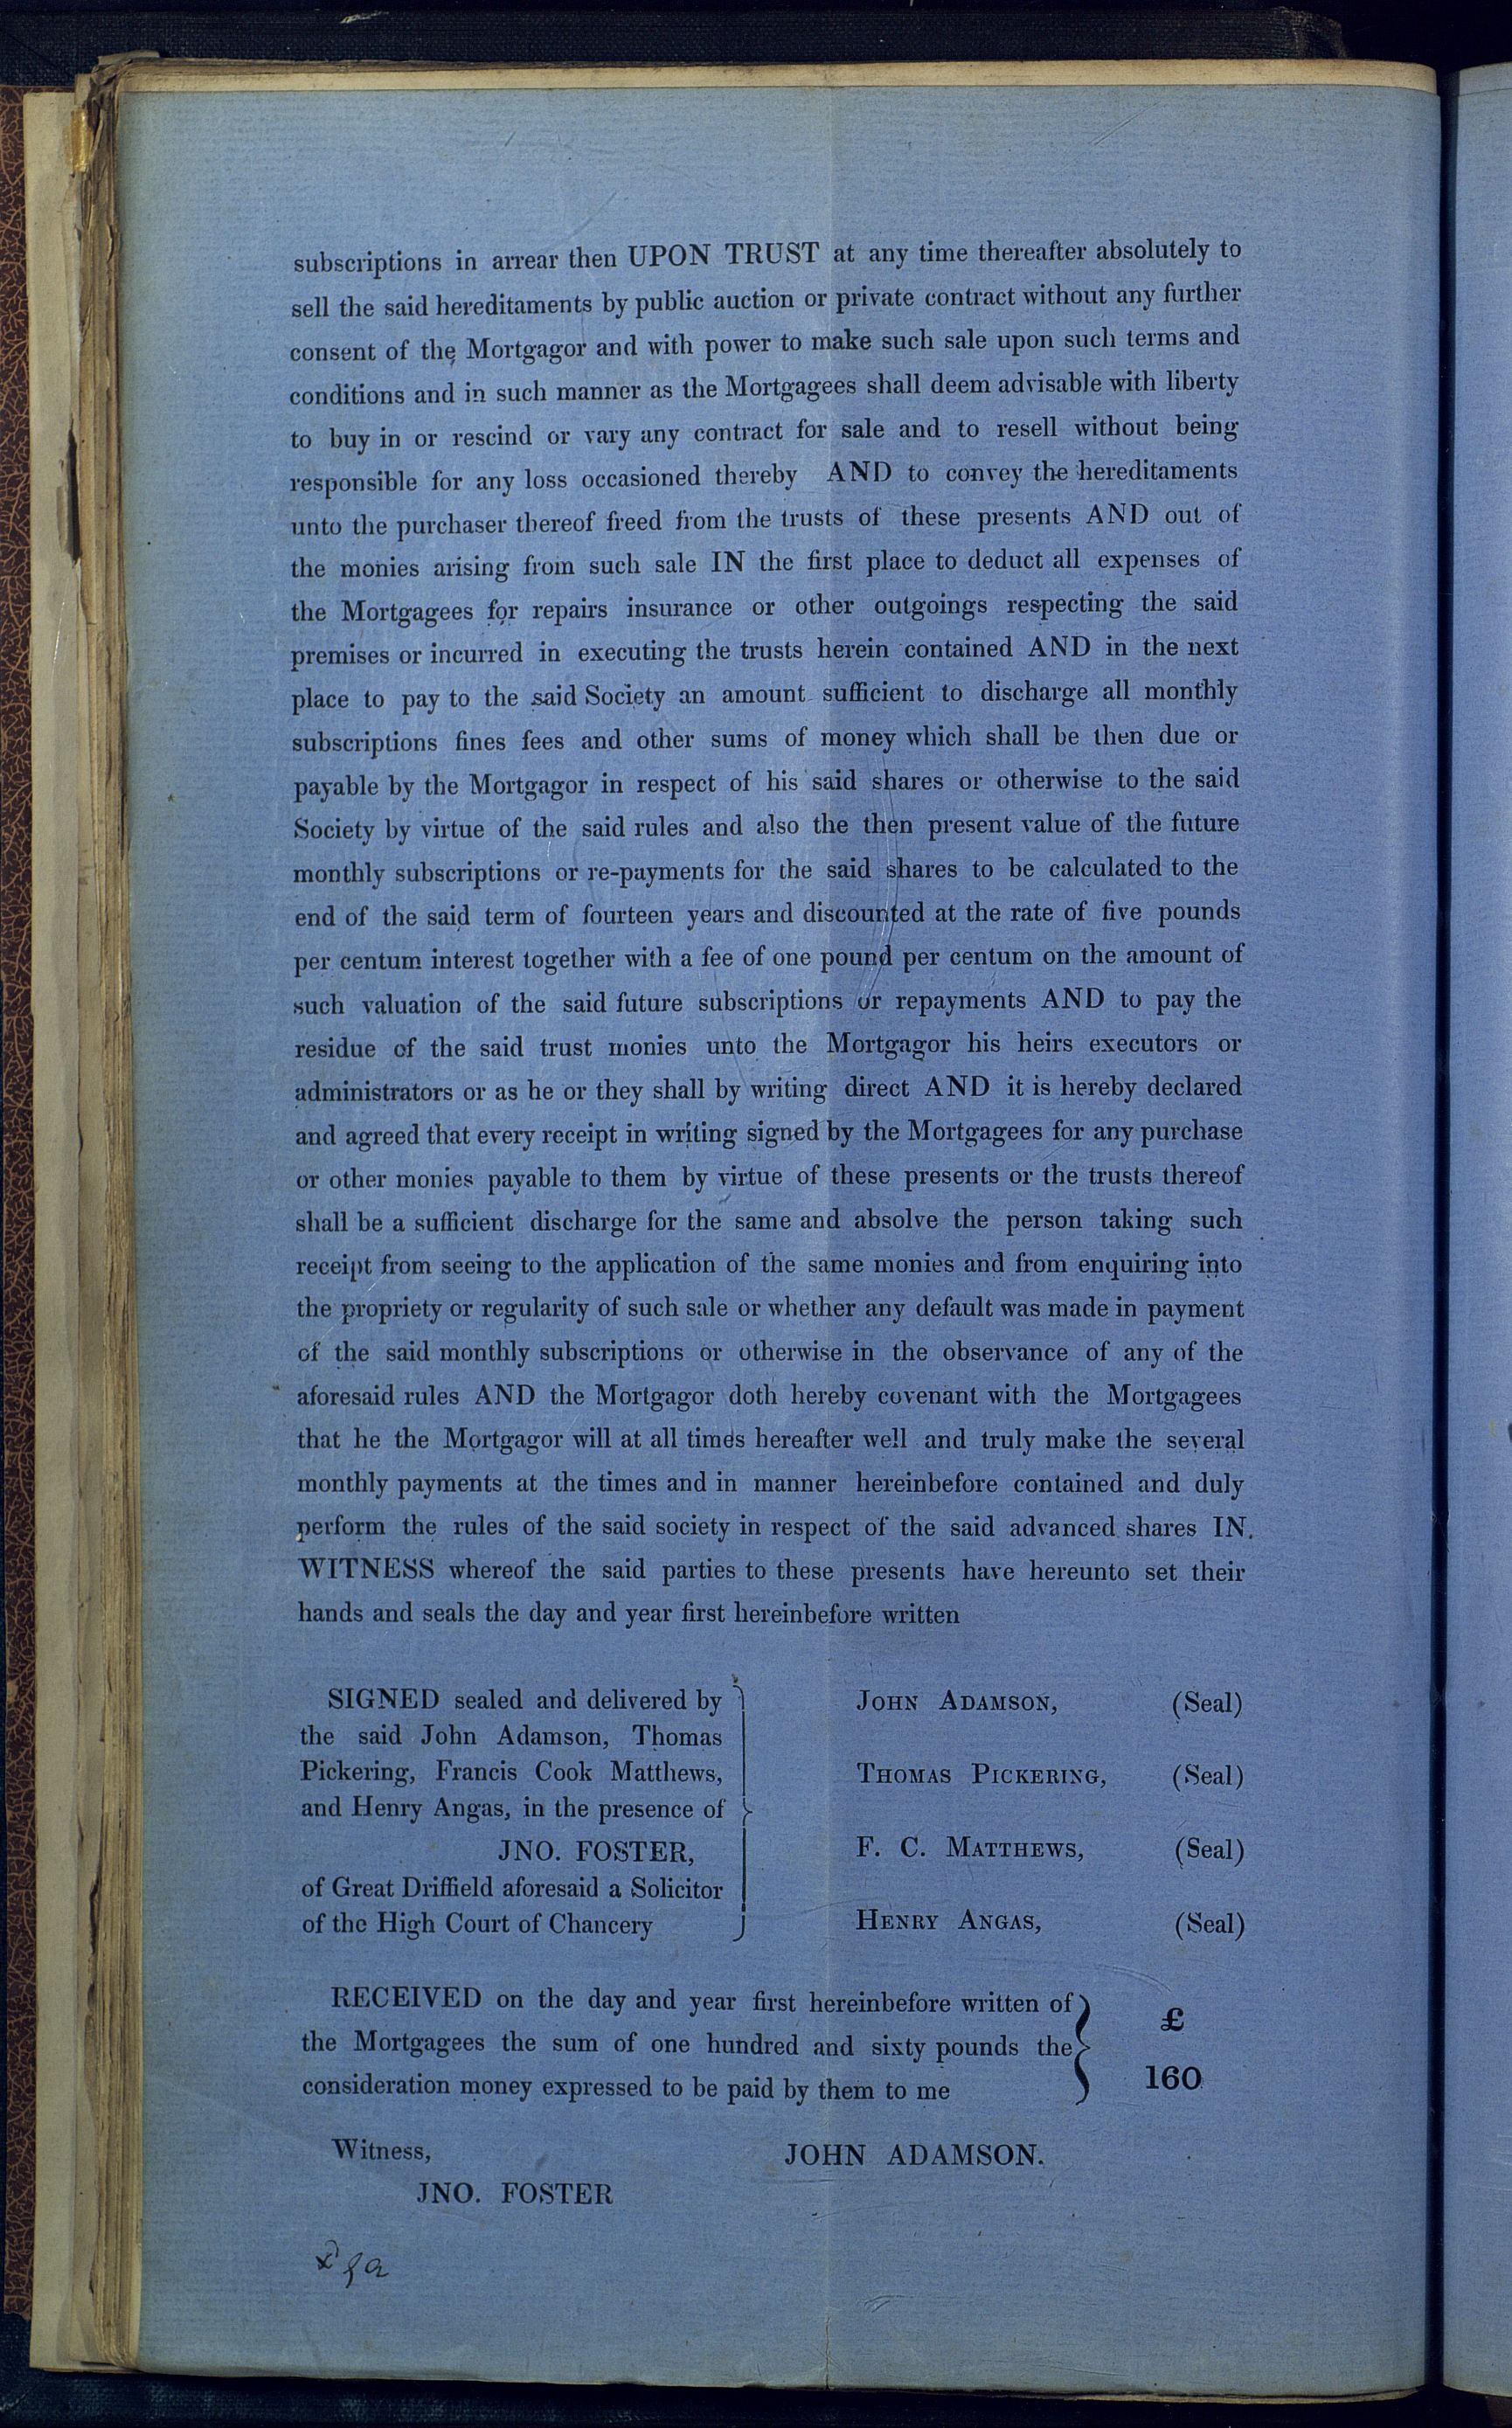 subscriptions in arrear then UPON TRUST at any time thereafter absolutely to
sell the said hereditaments by public auction or private contract without any further
consent of the Mortgagor and with power to make such sale upon such terms and
conditions and in such manner as the Mortgagees shall deem advisable with liberty
to buy in or rescind or vary any contract for sale and to resell without being
responsible for any loss occasioned thereby AND to convey the hereditaments
unto the purchaser thereof freed from the trusts of these presents AND out of
the monies arising from such sale IN the first place to deduct all expenses of
the Mortgagees for repairs insurance or other outgoings respecting the said
premises or incurred in executing the trusts herein contained AND in the next
place to pay to the said Society an amount sufficient to discharge all monthly
subscriptions fines fees and other sums of money which shall be then due or
payable by the Mortgagor in respect of his said shares or otherwise to the said
Society by virtue of the said rules and also the then present value of the future
monthly subscriptions or re-payments for the said shares to be calculated to the
end of the said term of fourteen years and discounted at the rate of five pounds
per centum interest together with a fee of one pound per centum on the amount of
such valuation of the said future subscriptions or repayments AND to pay the
residue of the said trust monies unto the Mortgagor his heirs executors or
administrators or as he or they shall by writing direct AND it is hereby declared
and agreed that every receipt in writing signed by the Mortgagees for any purchase
or other monies payable to them by virtue of these presents or the trusts thereof
shall be a sufficient discharge for the same and absolve the person taking such
receipt from seeing to the application of the same monies and from enquiring into
the propriety or regularity of such sale or whether any default was made in payment
of the said monthly subscriptions or otherwise in the observance of any of the
aforesaid rules AND the Mortgagor doth hereby covenant with the Mortgagees
that he the Mortgagor will at all times hereafter well and truly make the several
monthly payments at the times and in manner hereinbefore contained and duly
perform the rules of the said society in respect of the said advanced shares IN
WITNESS whereof the said parties to these presents have hereunto set their
hands and seals the day and year first hereinbefore written
SIGNED sealed and delivered by
the said John Adamson, Thomas
Pickering, Francis Cook Matthews,
and Henry Angas, in the presence of
JNO. FOSTER,
of Great Driffield aforesaid a Solicitor
of the High Court of Chancery
JOHN ADAMSON, (Seal)
THOMAS PICKERING, (Seal)
F. C. MATTHEWS, (Seal)
HENRY ANGAS, (Seal)
RECEIVED on the day and year first hereinbefore written of
the Mortgagees the sum of one hundred and sixty pounds the
consideration money expressed to be paid by them to me
£
160
Witness,
JOHN ADAMSON.
JNO. FOSTER